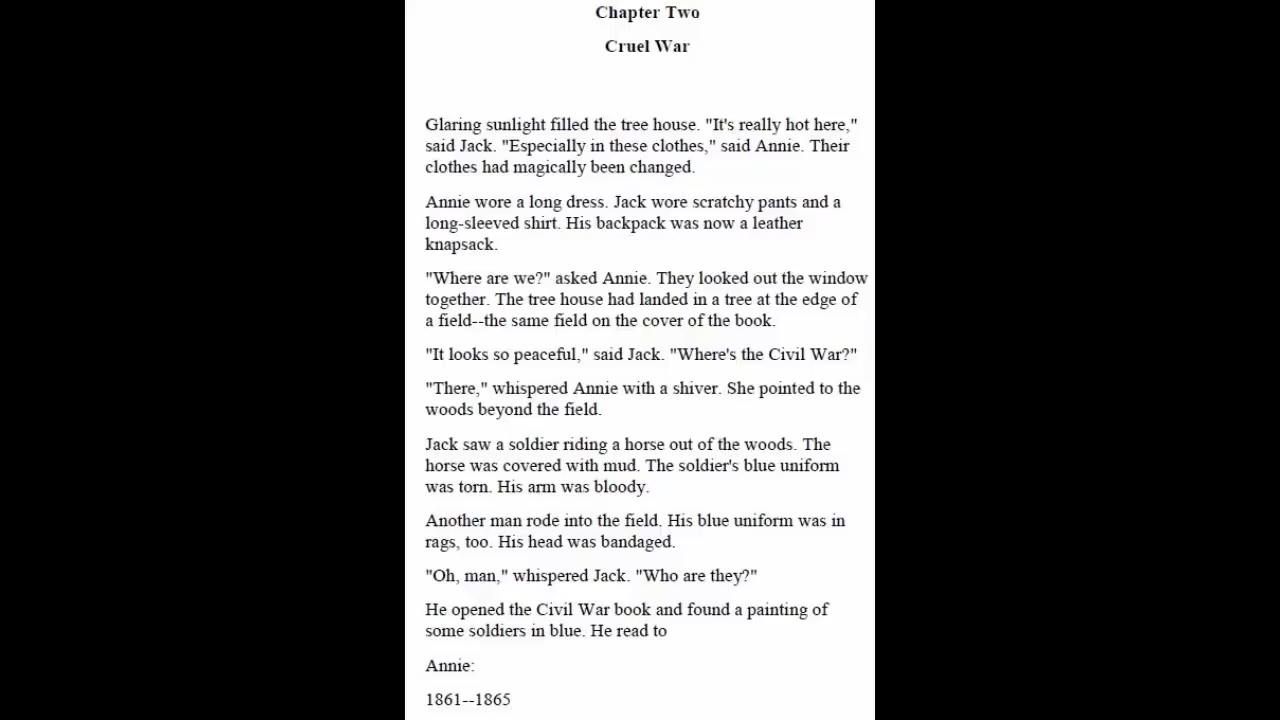 Chapter Two
Cruel War
Glaring sunlight filled the tree house. "It's really hot here,"
said Jack. "Especially in these clothes," said Annie. Their
clothes had magically been changed.
Annie wore a long dress. Jack wore scratchy pants and a
long-sleeved shirt. His backpack was now a leather
knapsack.
"Where are we?" asked Annie. They looked out the window
together. The tree house had landed in a tree at the edge of
a field--the same field on the cover of the book.
"It looks so peaceful," said Jack. "Where's the Civil War?"
"There," whispered Annie with a shiver. She pointed to the
woods beyond the field.
Jack saw a soldier riding a horse out of the woods. The
horse was covered with mud. The soldier's blue uniform
was torn. His arm was bloody.
Another man rode into the field. His blue uniform was in
rags, too. His head was bandaged.
"Oh, man," whispered Jack. "Who are they?"
He opened the Civil War book and found a painting of
some soldiers in blue. He read to
Annie:
1861--1865